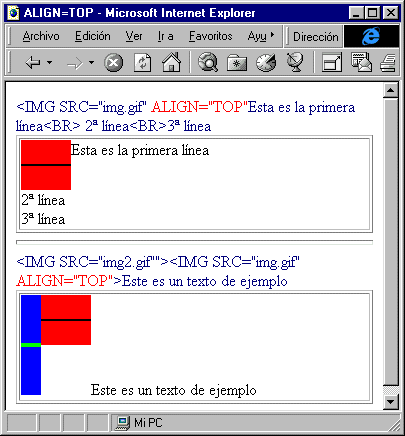 ALIGN=TOP - Microsoft Internet Explorer
Archivo Edición Ver Ir a Favoritos Ayu Dirección
<IMG SRC="img.gif" ALIGN="TOP"Esta es la primera
línea<BR> 2ª línea<BR>3ª línea
Esta es la primera línea
2ª línea
3ª línea
<IMG SRC="img2.gif""><IMG SRC="img.gif"
ALIGN="TOP">Este es un texto de ejemplo
Este es un texto de ejemplo
Mi PC